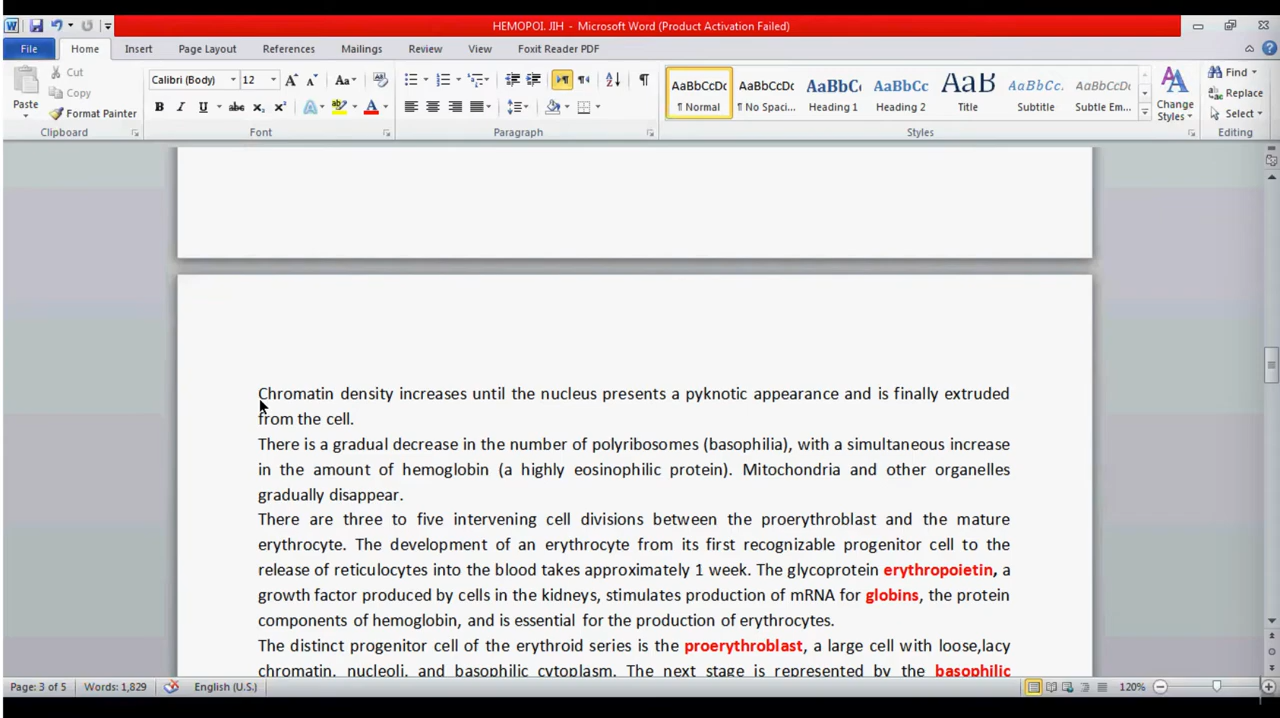 HEMOPOI. JIH - Microsoft Word (Product Activation Failed)
File Home Insert Page Layout References Mailings Review View Foxit Reader PDF
Paste Cut Copy Format Painter
Calibri (Body) 12
AaBbCcDc AaBbCcDc AaBbC AaBbCc AaB AaBbCc. AaBbCcDc
¶ Normal ¶ No Spaci... Heading 1 Heading 2 Title Subtitle Subtle Em...
Change Styles
Find Replace Select
Clipboard Font Paragraph Styles Editing
Chromatin density increases until the nucleus presents a pyknotic appearance and is finally extruded
from the cell.
There is a gradual decrease in the number of polyribosomes (basophilia), with a simultaneous increase
in the amount of hemoglobin (a highly eosinophilic protein). Mitochondria and other organelles
gradually disappear.
There are three to five intervening cell divisions between the proerythroblast and the mature
erythrocyte. The development of an erythrocyte from its first recognizable progenitor cell to the
release of reticulocytes into the blood takes approximately 1 week. The glycoprotein erythropoietin, a
growth factor produced by cells in the kidneys, stimulates production of mRNA for globins, the protein
components of hemoglobin, and is essential for the production of erythrocytes.
The distinct progenitor cell of the erythroid series is the proerythroblast, a large cell with loose,lacy
chromatin, nucleoli, and basophilic cytoplasm. The next stage is represented by the basophilic
Page: 3 of 5 Words: 1,829 English (U.S.) 120%